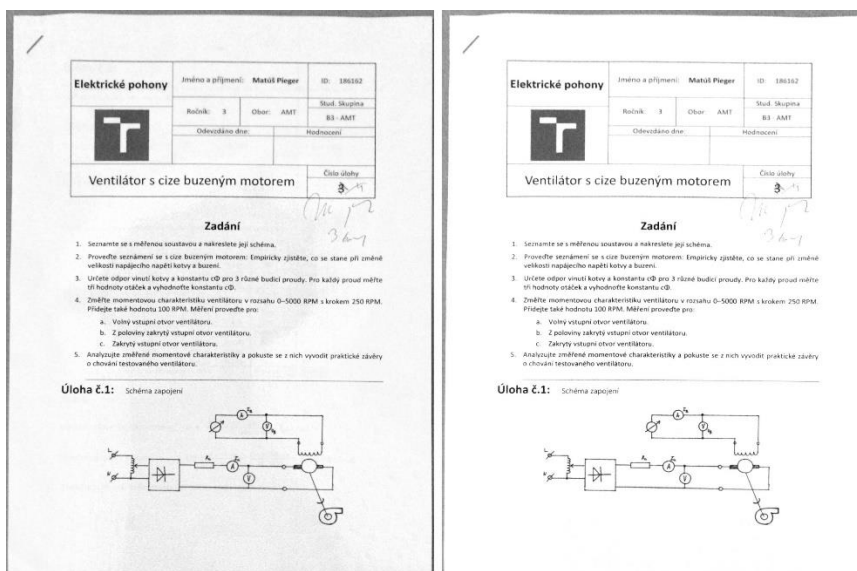 Elektrické pohony
Jméno a příjmení: Matúš Pieger
ID: 186162
Ročník: 3
Obor: AMT
Stud. Skupina
B3 - AMT
Odevzdáno dne:
Hodnocení
Ventilátor s cize buzeným motorem
Číslo úlohy
3
Zadání
1. Seznamte se s měřenou soustavou a nakreslete její schéma.
2. Proveďte seznámení se s cize buzeným motorem: Empiricky zjistěte, co se stane při změně
velikosti napájecího napětí kotvy a buzení.
3. Určete odpor vinutí kotvy a konstantu cΦ pro 3 různé budicí proudy. Pro každý proud měřte
tři hodnoty otáček a vyhodnoťte konstantu cΦ.
4. Změřte momentovou charakteristiku ventilátoru v rozsahu 0–5000 RPM s krokem 250 RPM.
Přidejte také hodnotu 100 RPM. Měření proveďte pro:
a. Volný vstupní otvor ventilátoru.
b. Z poloviny zakrytý vstupní otvor ventilátoru.
c. Zakrytý vstupní otvor ventilátoru.
5. Analyzujte změřené momentové charakteristiky a pokuste se z nich vyvodit praktické závěry
o chování testovaného ventilátoru.
Úloha č.1: Schéma zapojení
A
V
L
N
A
V
Elektrické pohony
Jméno a příjmení: Matúš Pieger
ID: 186162
Ročník: 3
Obor: AMT
Stud. Skupina
B3 - AMT
Odevzdáno dne:
Hodnocení
Ventilátor s cize buzeným motorem
Číslo úlohy
3
Zadání
1. Seznamte se s měřenou soustavou a nakreslete její schéma.
2. Proveďte seznámení se s cize buzeným motorem: Empiricky zjistěte, co se stane při změně
velikosti napájecího napětí kotvy a buzení.
3. Určete odpor vinutí kotvy a konstantu cΦ pro 3 různé budicí proudy. Pro každý proud měřte
tři hodnoty otáček a vyhodnoťte konstantu cΦ.
4. Změřte momentovou charakteristiku ventilátoru v rozsahu 0–5000 RPM s krokem 250 RPM.
Přidejte také hodnotu 100 RPM. Měření proveďte pro:
a. Volný vstupní otvor ventilátoru.
b. Z poloviny zakrytý vstupní otvor ventilátoru.
c. Zakrytý vstupní otvor ventilátoru.
5. Analyzujte změřené momentové charakteristiky a pokuste se z nich vyvodit praktické závěry
o chování testovaného ventilátoru.
Úloha č.1: Schéma zapojení
A
V
L
N
A
V